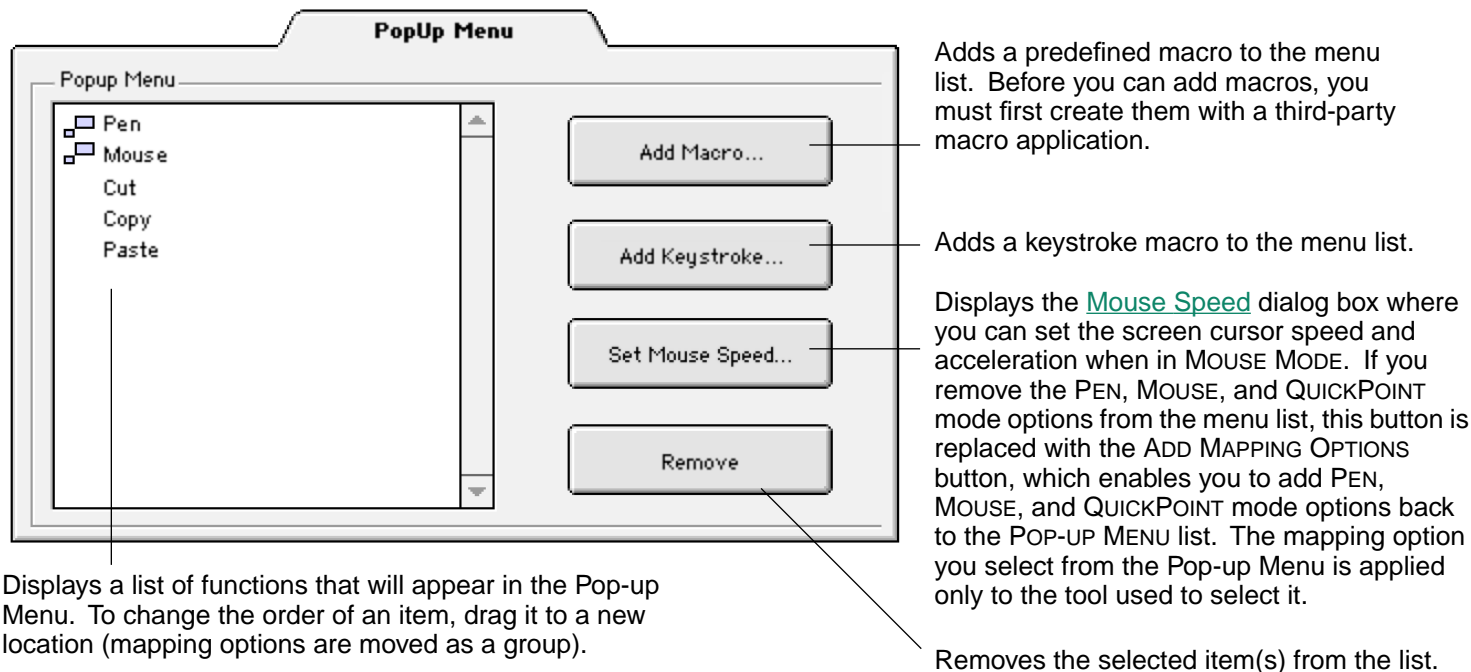 PopUp Menu
Popup Menu
Pen
Mouse
Cut
Copy
Paste
Add Macro...
Add Keystroke...
Set Mouse Speed...
Remove
Adds a predefined macro to the menu
list.  Before you can add macros, you
must first create them with a third-party
macro application.
Adds a keystroke macro to the menu list.
Displays the Mouse Speed dialog box where
you can set the screen cursor speed and
acceleration when in MOUSE MODE.  If you
remove the PEN, MOUSE, and QUICKPOINT
mode options from the menu list, this button is
replaced with the ADD MAPPING OPTIONS
button, which enables you to add PEN,
MOUSE, and QUICKPOINT mode options back
to the POP-UP MENU list.  The mapping option
you select from the Pop-up Menu is applied
only to the tool used to select it.
Removes the selected item(s) from the list.
Displays a list of functions that will appear in the Pop-up
Menu.  To change the order of an item, drag it to a new
location (mapping options are moved as a group).